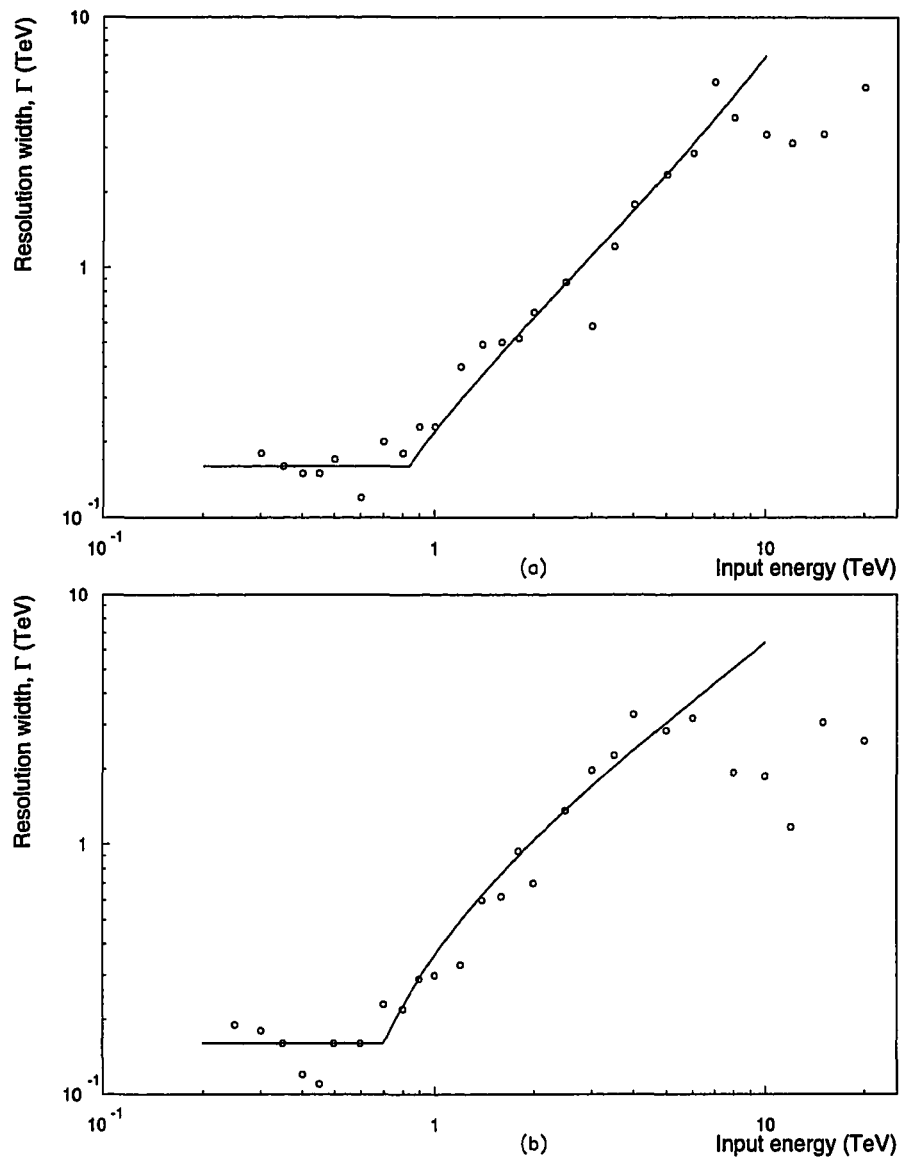 10
Resolution width, Γ (TeV)
1
10⁻¹
10⁻¹
1
10
(a)
Input energy (TeV)
10
Resolution width, Γ (TeV)
1
10⁻¹
10⁻¹
1
10
(b)
Input energy (TeV)